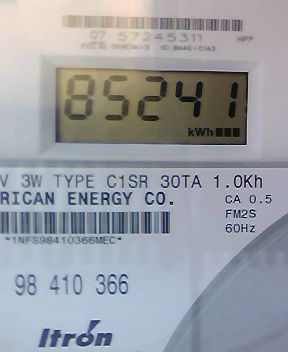 07 57245311
85241
kWh
V 3W TYPE C1SR 30TA 1.0Kh
RICAN ENERGY CO.
CA 0.5
FM2S
60Hz
*1NFS98410366MEC*
98 410 366
Itrón